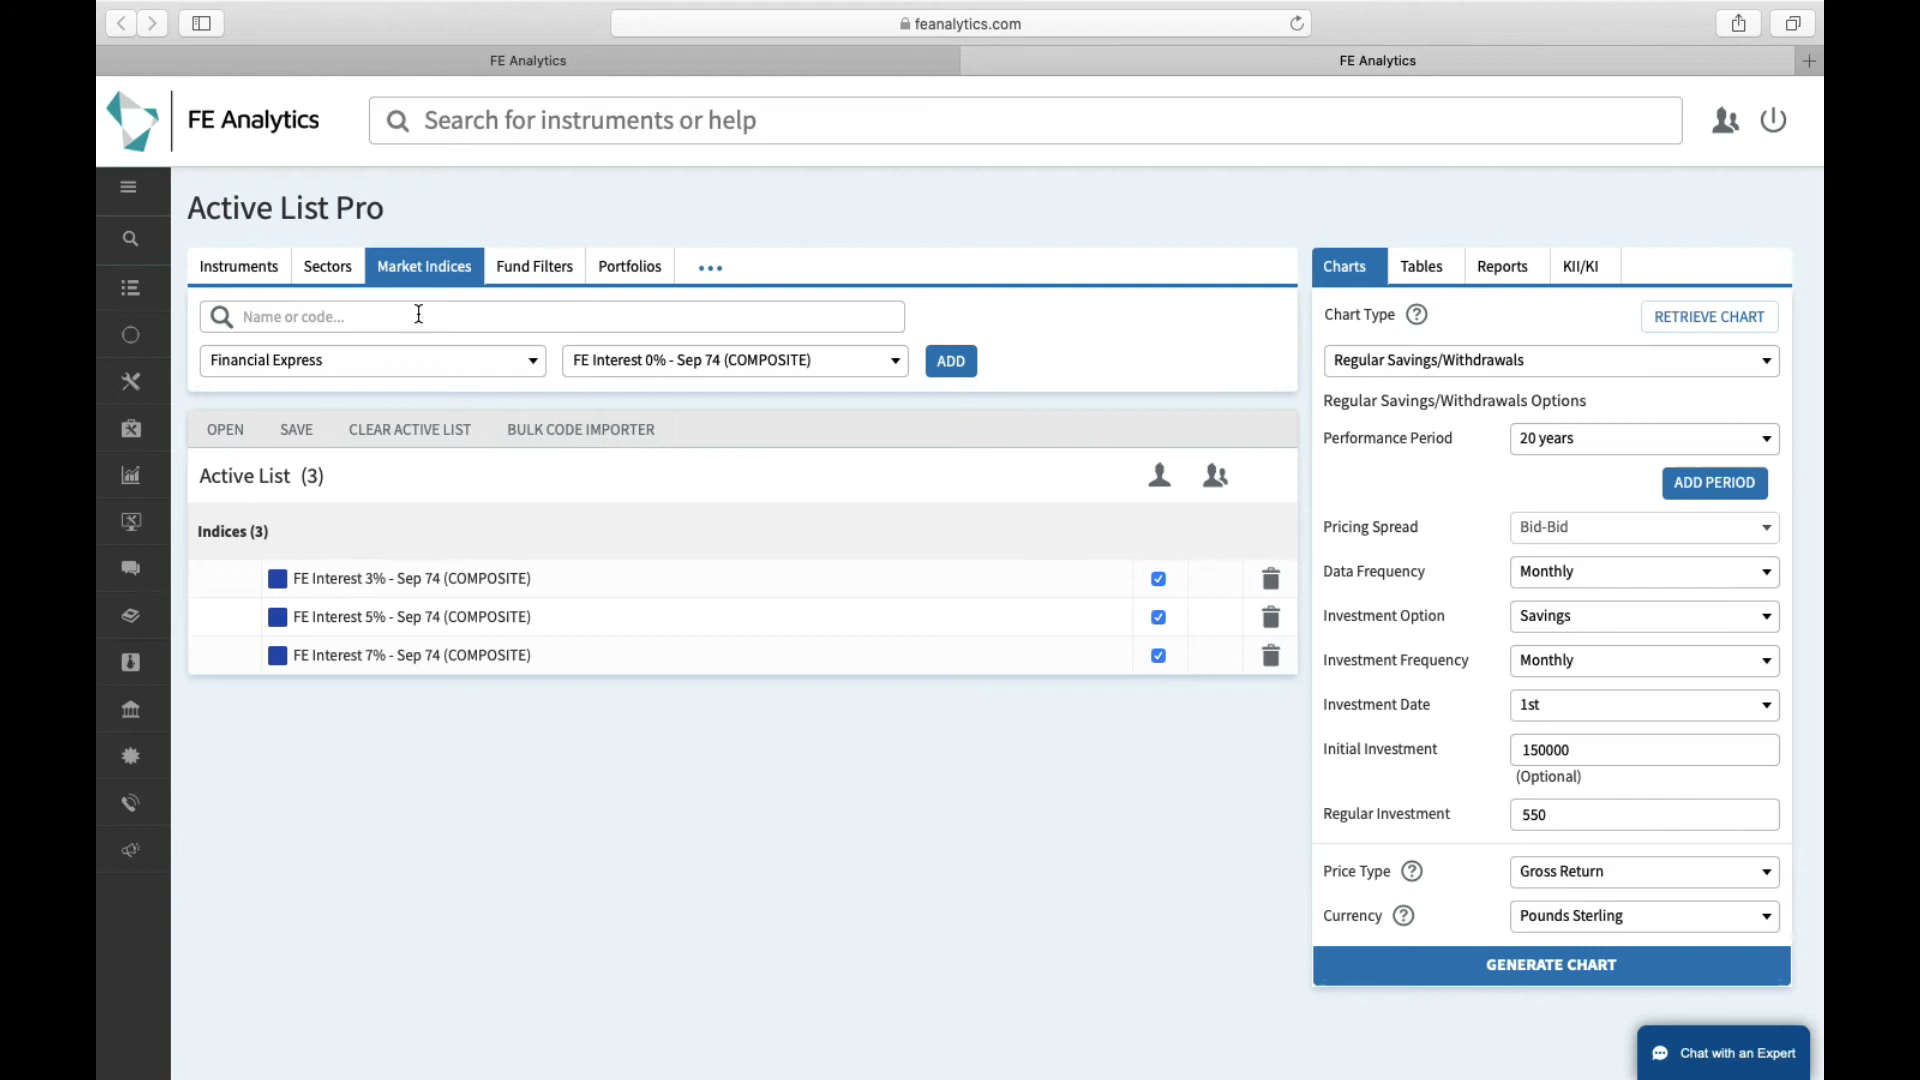 feanalytics.com
FE Analytics
FE Analytics
FE Analytics
Search for instruments or help
Active List Pro
Instruments
Sectors
Market Indices
Fund Filters
Portfolios
Name or code...
Financial Express
FE Interest 0% - Sep 74 (COMPOSITE)
ADD
OPEN
SAVE
CLEAR ACTIVE LIST
BULK CODE IMPORTER
Active List (3)
Indices (3)
FE Interest 3% - Sep 74 (COMPOSITE)
FE Interest 5% - Sep 74 (COMPOSITE)
FE Interest 7% - Sep 74 (COMPOSITE)
Charts
Tables
Reports
KII/KI
Chart Type ?
RETRIEVE CHART
Regular Savings/Withdrawals
Regular Savings/Withdrawals Options
Performance Period
20 years
ADD PERIOD
Pricing Spread
Bid-Bid
Data Frequency
Monthly
Investment Option
Savings
Investment Frequency
Monthly
Investment Date
1st
Initial Investment
150000
(Optional)
Regular Investment
550
Price Type ?
Gross Return
Currency ?
Pounds Sterling
GENERATE CHART
Chat with an Expert